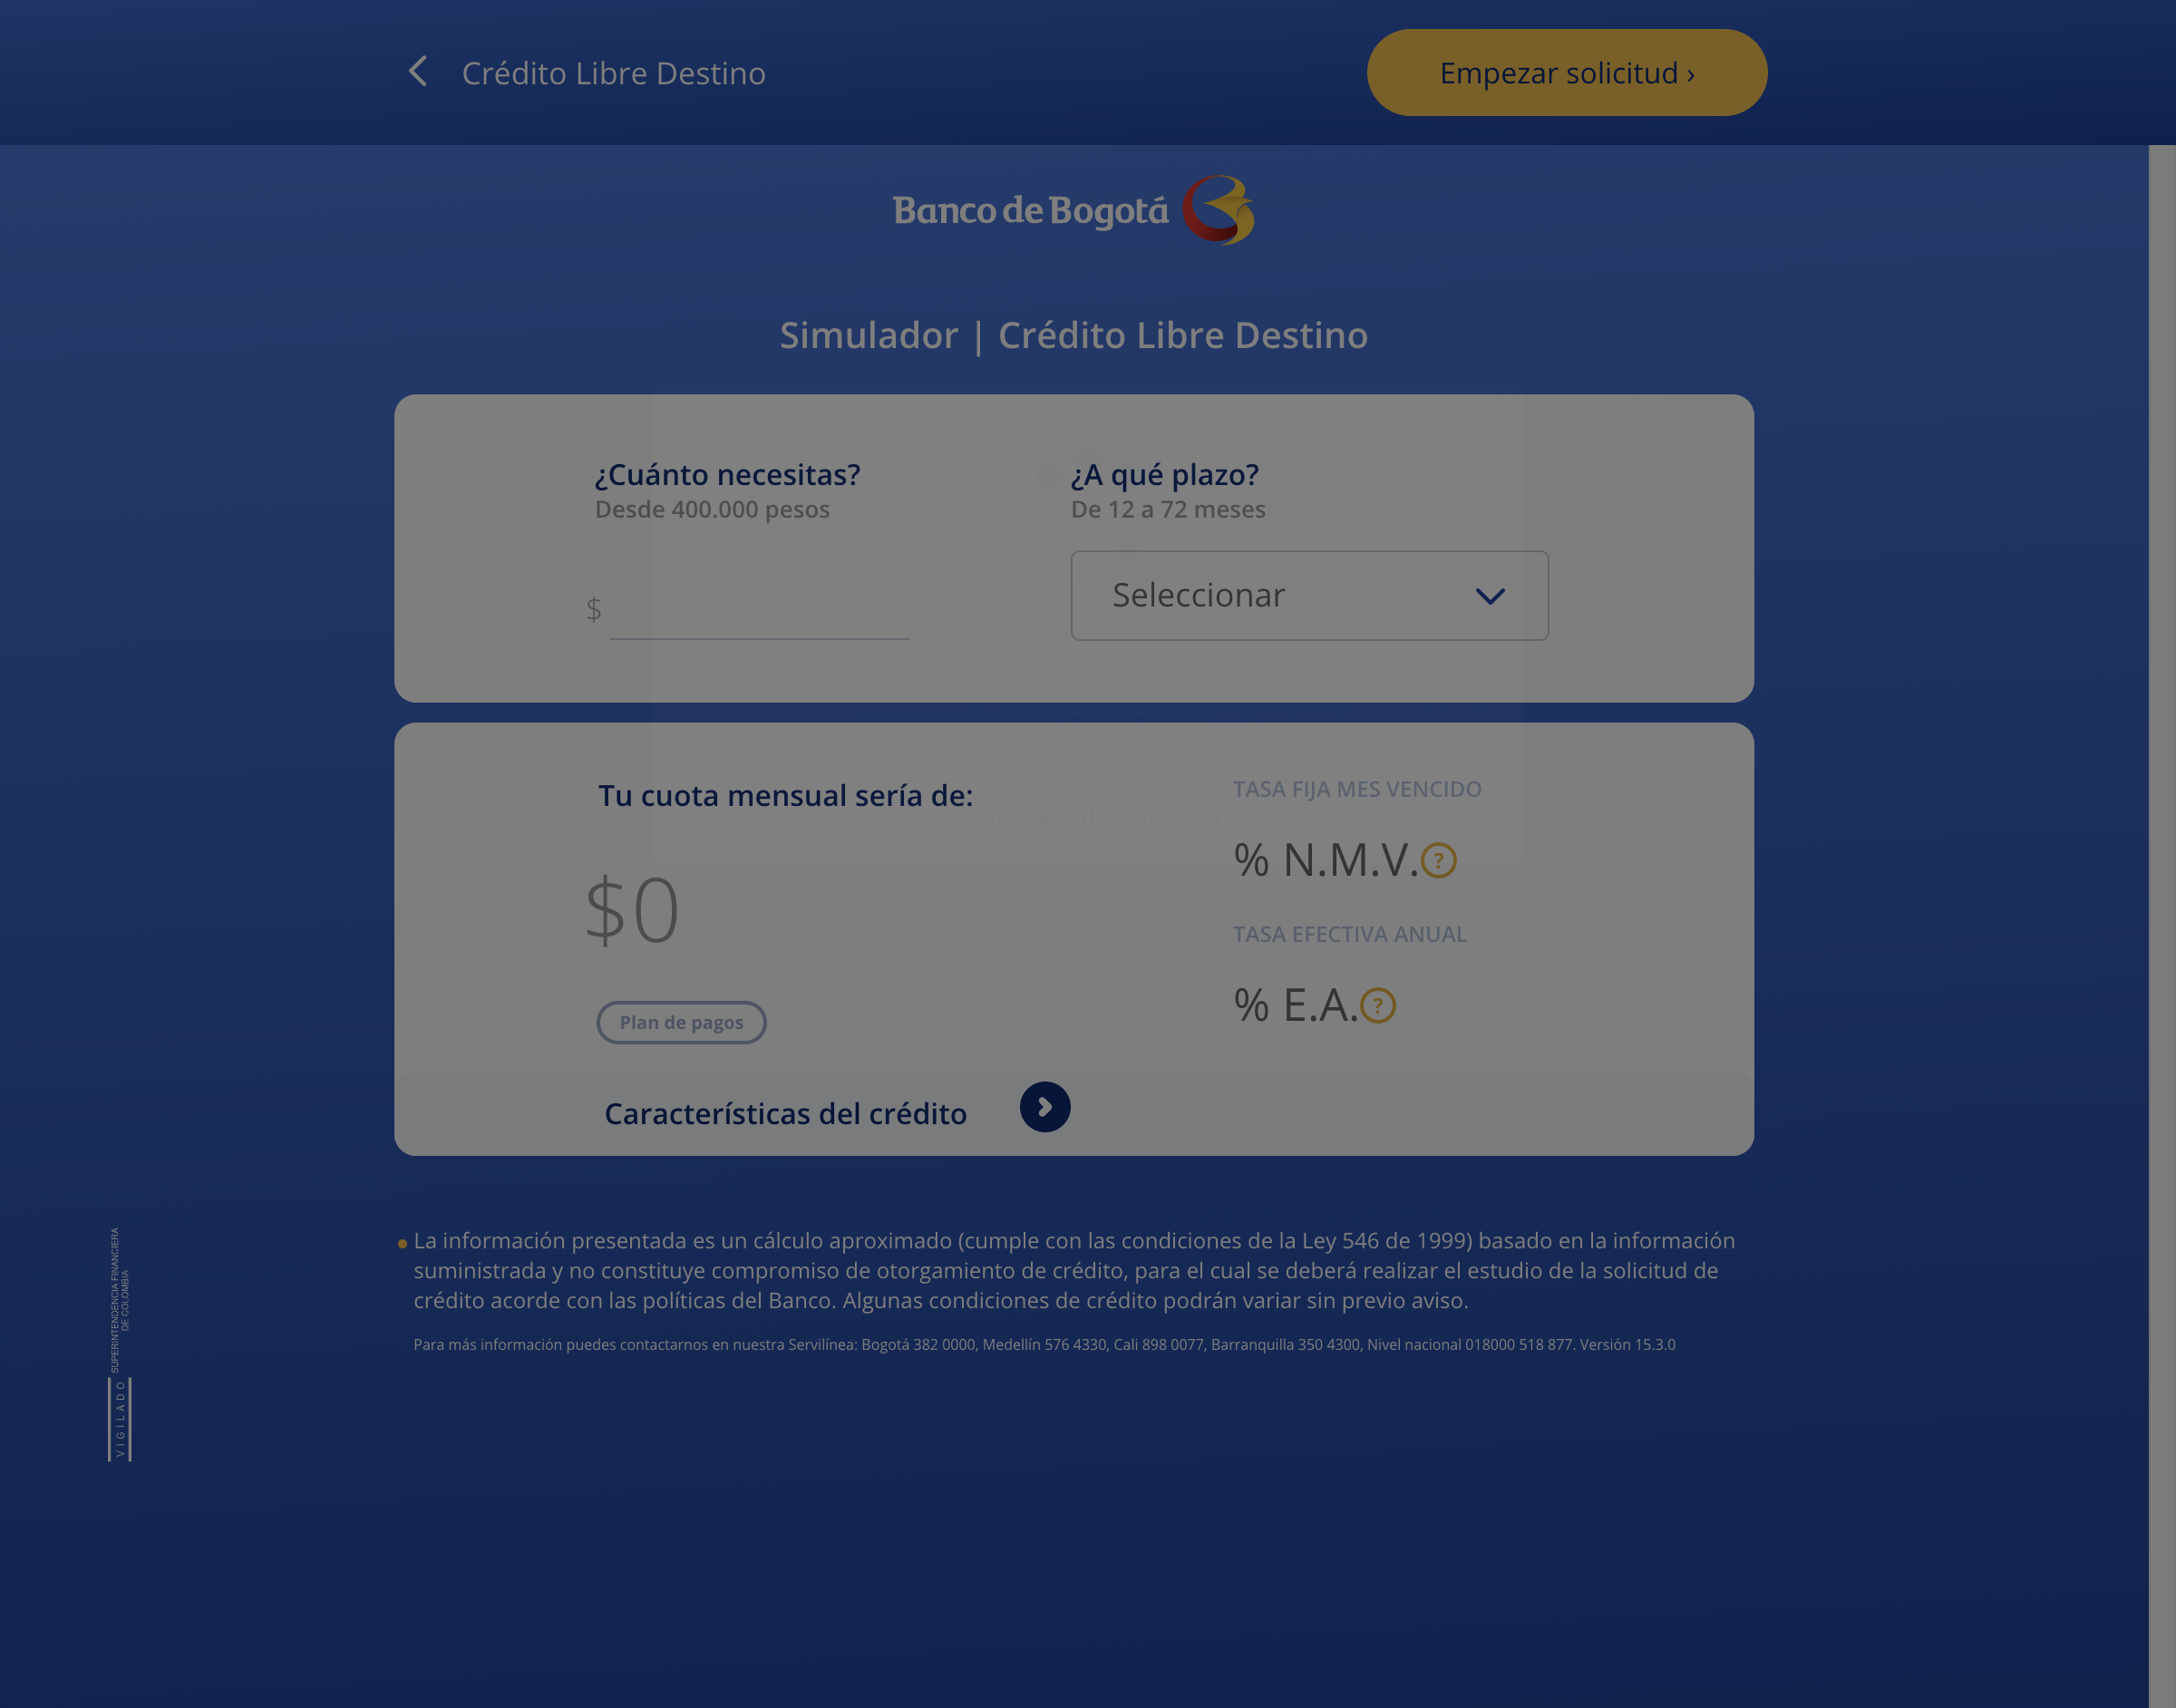 Crédito Libre Destino
Empezar solicitud ›
Banco de Bogotá
Simulador | Crédito Libre Destino
¿Cuánto necesitas?
Desde 400.000 pesos
$
¿A qué plazo?
De 12 a 72 meses
Seleccionar
Estamos procesando tu
Por favor espera
Tu cuota mensual sería de:
$0
Plan de pagos
TASA FIJA MES VENCIDO
% N.M.V. ?
TASA EFECTIVA ANUAL
% E.A. ?
Características del crédito
La información presentada es un cálculo aproximado (cumple con las condiciones de la Ley 546 de 1999) basado en la información
suministrada y no constituye compromiso de otorgamiento de crédito, para el cual se deberá realizar el estudio de la solicitud de
crédito acorde con las políticas del Banco. Algunas condiciones de crédito podrán variar sin previo aviso.
Para más información puedes contactarnos en nuestra Servilínea: Bogotá 382 0000, Medellín 576 4330, Cali 898 0077, Barranquilla 350 4300, Nivel nacional 018000 518 877. Versión 15.3.0
SUPERINTENDENCIA FINANCIERA
DE COLOMBIA
VIGILADO